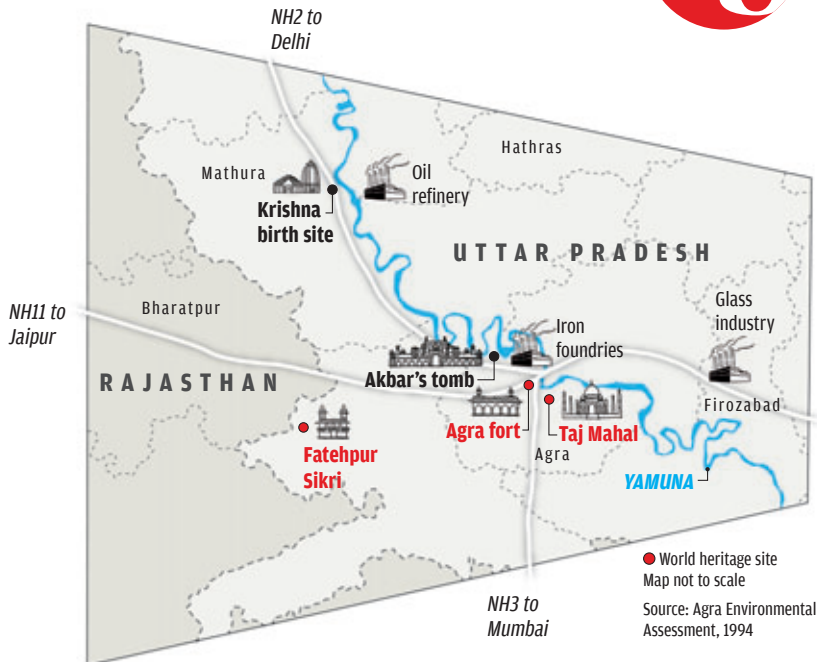 NH2 to
Delhi
Hathras
Mathura
Oil
refinery
Krishna
birth site
UTTAR PRADESH
NH11 to
Jaipur
Bharatpur
Glass
industry
Iron
foundries
RAJASTHAN
Akbar's tomb
Firozabad
Agra fort
Taj Mahal
Agra
Fatehpur
Sikri
YAMUNA
World heritage site
Map not to scale
Source: Agra Environmental
Assessment, 1994
NH3 to
Mumbai